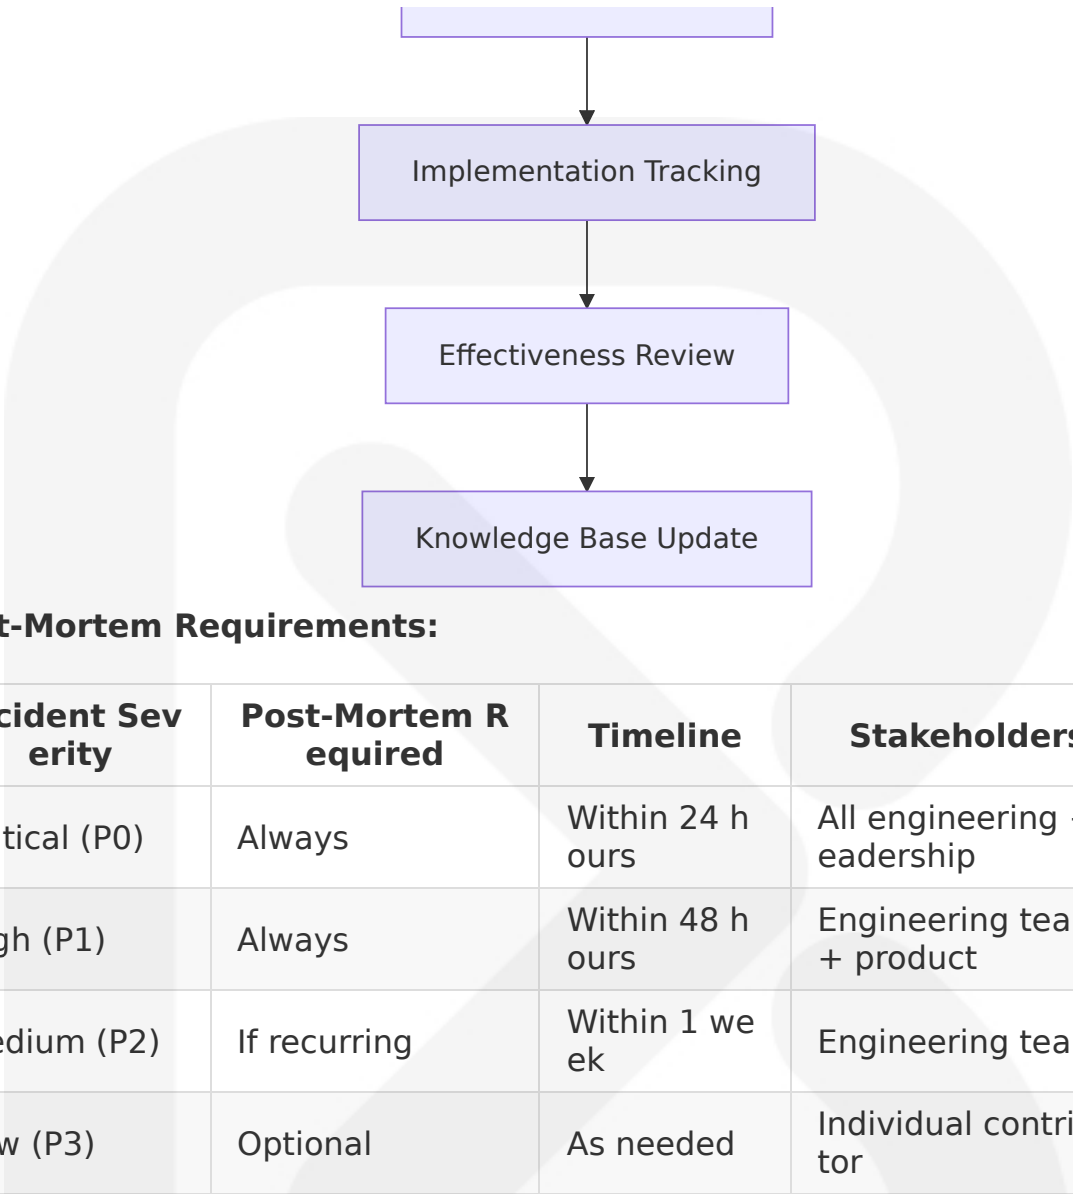 Implementation Tracking
Effectiveness Review
Knowledge Base Update
t-Mortem Requirements:
cident Sev
erity
Post-Mortem R
equired
Timeline
Stakeholders
tical (P0)
Always
Within 24 h
ours
All engineering
eadership
gh (P1)
Always
Within 48 h
ours
Engineering tea
+ product
edium (P2)
If recurring
Within 1 we
ek
Engineering tea
w (P3)
Optional
As needed
Individual contri
tor